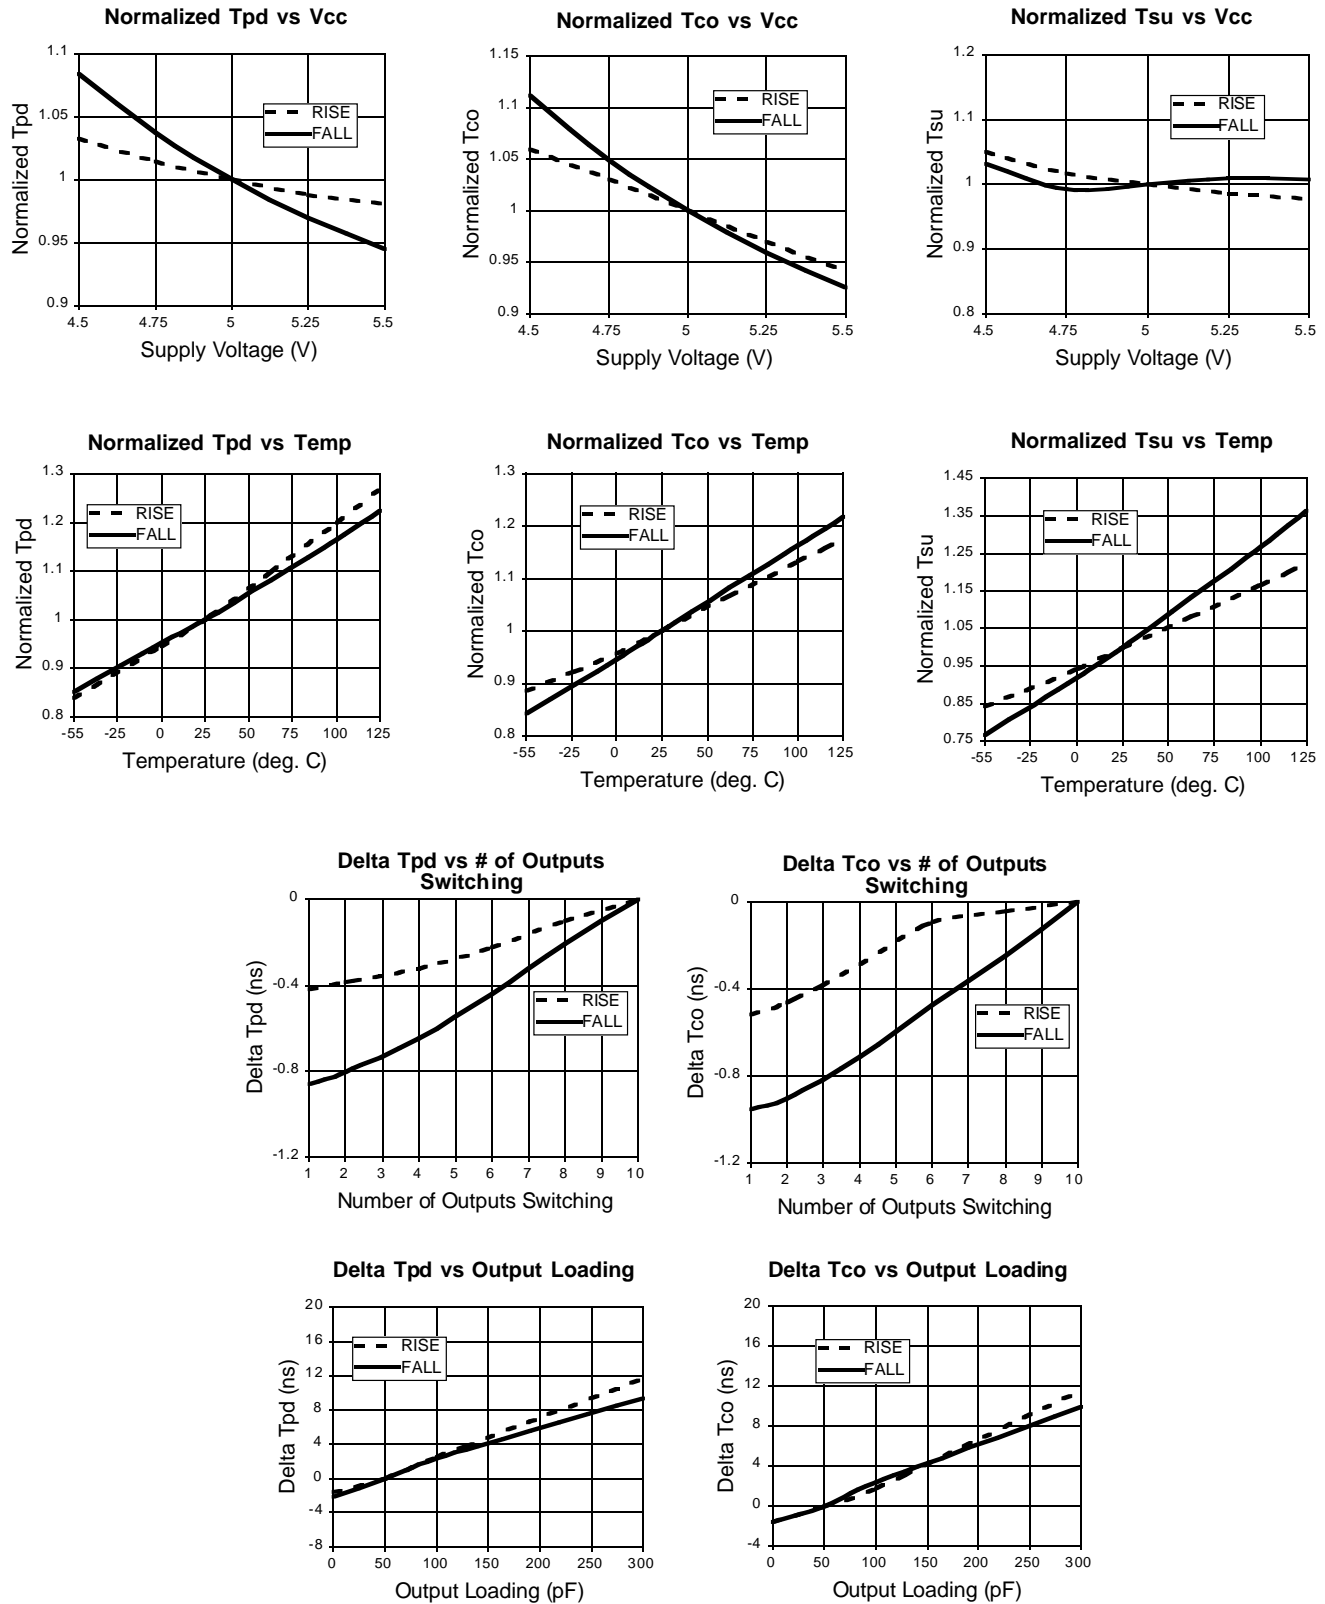 Normalized Tpd vs Vcc
Normalized Tpd
1.1
1.05
1
0.95
0.9
RISE
FALL
4.5 4.75 5 5.25 5.5
Supply Voltage (V)
Normalized Tco vs Vcc
Normalized Tco
1.15
1.1
1.05
1
0.95
0.9
RISE
FALL
4.5 4.75 5 5.25 5.5
Supply Voltage (V)
Normalized Tsu vs Vcc
Normalized Tsu
1.2
1.1
1
0.9
0.8
RISE
FALL
4.5 4.75 5 5.25 5.5
Supply Voltage (V)
Normalized Tpd vs Temp
Normalized Tpd
1.3
1.2
1.1
1
0.9
0.8
RISE
FALL
-55 -25 0 25 50 75 100 125
Temperature (deg. C)
Normalized Tco vs Temp
Normalized Tco
1.3
1.2
1.1
1
0.9
0.8
RISE
FALL
-55 -25 0 25 50 75 100 125
Temperature (deg. C)
Normalized Tsu vs Temp
Normalized Tsu
1.45
1.35
1.25
1.15
1.05
0.95
0.85
0.75
RISE
FALL
-55 -25 0 25 50 75 100 125
Temperature (deg. C)
Delta Tpd vs # of Outputs
Switching
Delta Tpd (ns)
0
-0.4
-0.8
-1.2
RISE
FALL
1 2 3 4 5 6 7 8 9 10
Number of Outputs Switching
Delta Tco vs # of Outputs
Switching
Delta Tco (ns)
0
-0.4
-0.8
-1.2
RISE
FALL
1 2 3 4 5 6 7 8 9 10
Number of Outputs Switching
Delta Tpd vs Output Loading
Delta Tpd (ns)
20
16
12
8
4
0
-4
-8
RISE
FALL
0 50 100 150 200 250 300
Output Loading (pF)
Delta Tco vs Output Loading
Delta Tco (ns)
20
16
12
8
4
0
-4
RISE
FALL
0 50 100 150 200 250 300
Output Loading (pF)